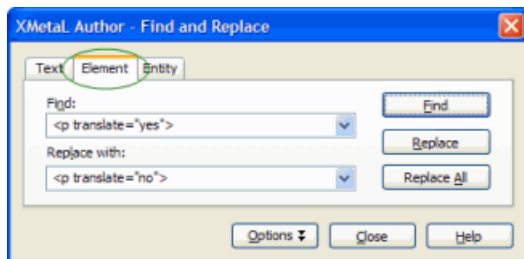 XMetaL Author - Find and Replace
Text Element Entity
Find:
<p translate="yes">
Find
Replace
Replace with:
<p translate="no">
Replace All
Options
Close
Help